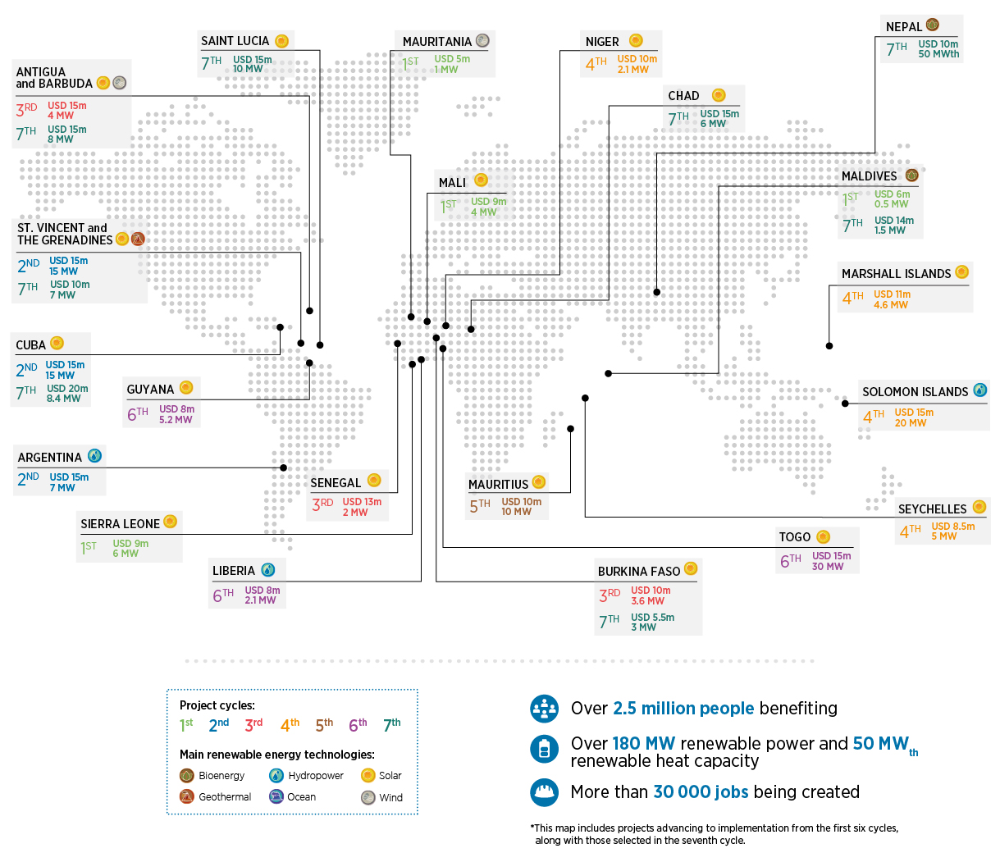 SAINT LUCIA
7TH USD 15m
10 MW
MAURITANIA
1ST USD 5m
1 MW
NIGER
4TH USD 10m
2.1 MW
NEPAL
7TH USD 10m
50 MWth
ANTIGUA
and BARBUDA
3RD USD 15m
4 MW
7TH USD 15m
8 MW
CHAD
7TH USD 15m
6 MW
MALI
1ST USD 9m
4 MW
MALDIVES
1ST USD 6m
0.5 MW
7TH USD 14m
1.5 MW
ST. VINCENT and
THE GRENADINES
2ND USD 15m
15 MW
7TH USD 10m
7 MW
MARSHALL ISLANDS
4TH USD 11m
4.6 MW
CUBA
2ND USD 15m
15 MW
7TH USD 20m
8.4 MW
GUYANA
6TH USD 8m
5.2 MW
SOLOMON ISLANDS
4TH USD 15m
20 MW
ARGENTINA
2ND USD 15m
7 MW
SENEGAL
3RD USD 13m
2 MW
MAURITIUS
5TH USD 10m
10 MW
SEYCHELLES
4TH USD 8.5m
5 MW
SIERRA LEONE
1ST USD 9m
6 MW
TOGO
6TH USD 15m
30 MW
LIBERIA
6TH USD 8m
2.1 MW
BURKINA FASO
3RD USD 10m
3.6 MW
7TH USD 5.5m
3 MW
Project cycles:
1st 2nd 3rd 4th 5th 6th 7th
Main renewable energy technologies:
Bioenergy Hydropower Solar
Geothermal Ocean Wind
Over 2.5 million people benefiting
Over 180 MW renewable power and 50 MWth
renewable heat capacity
More than 30 000 jobs being created
*This map includes projects advancing to implementation from the first six cycles,
along with those selected in the seventh cycle.